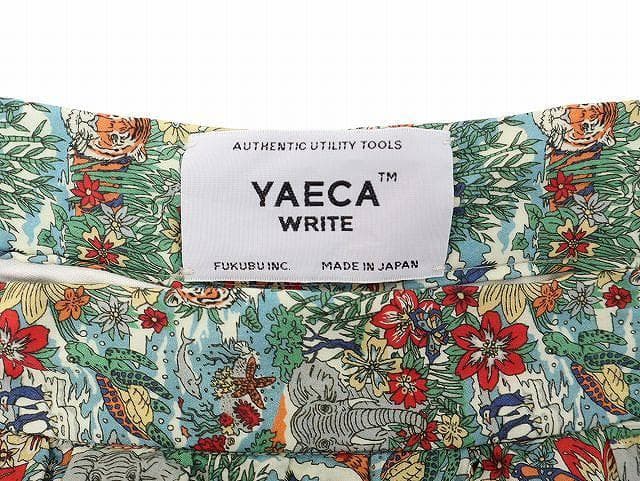 AUTHENTIC UTILITY TOOLS
YAECA™
WRITE
FUKUBU INC. MADE IN JAPAN